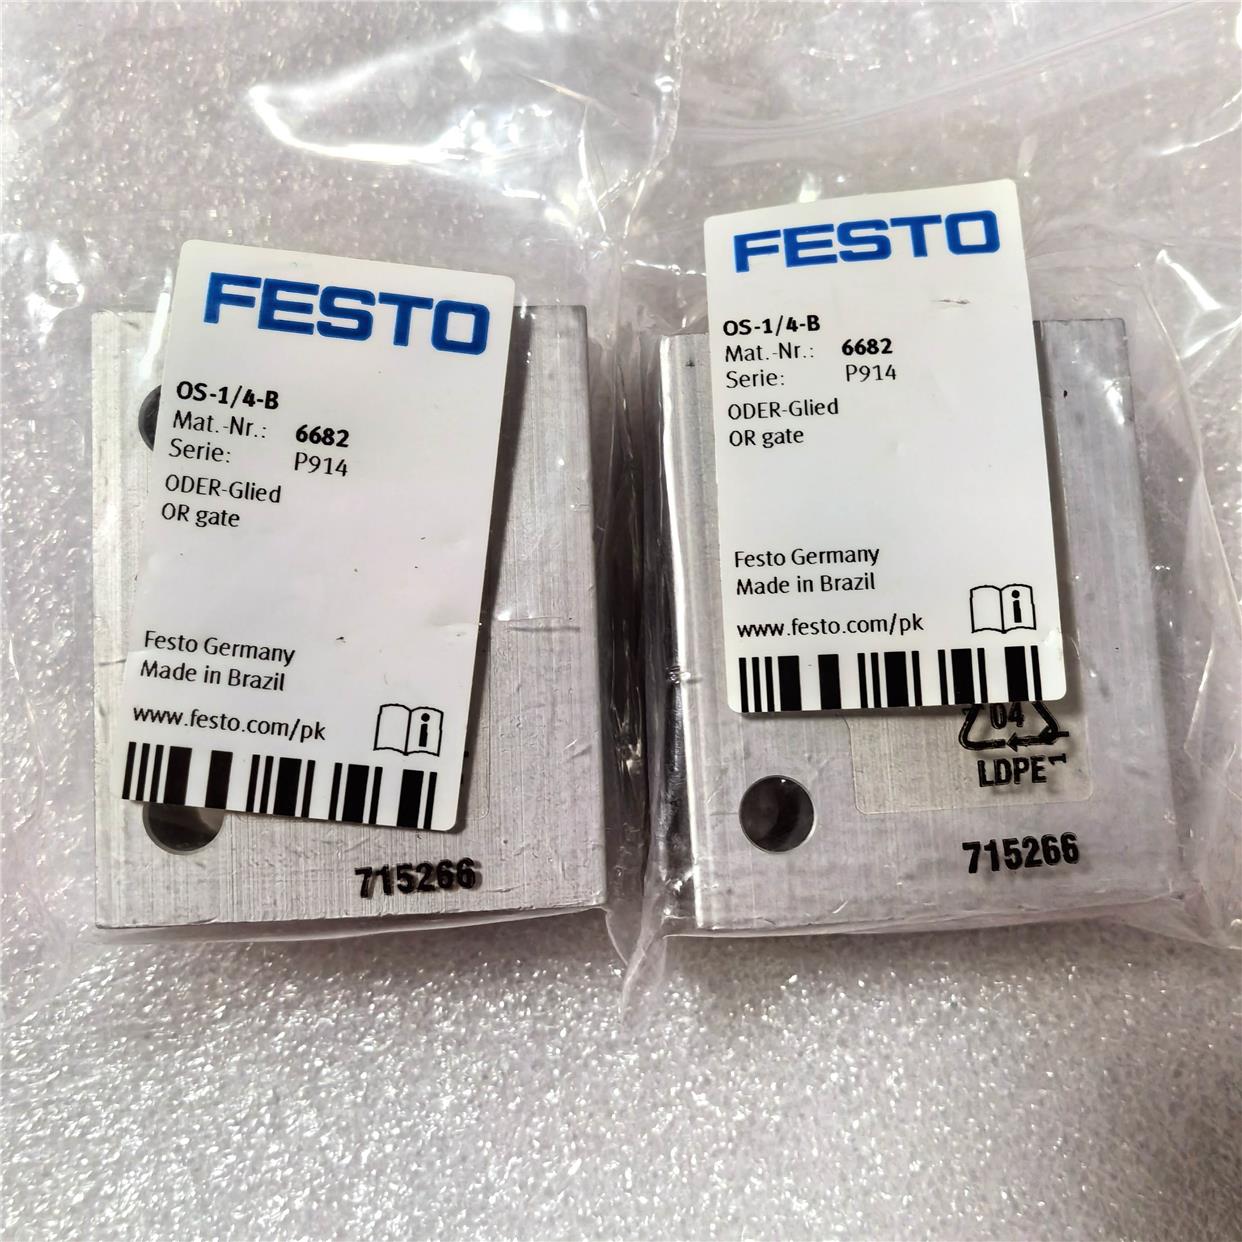 FESTO
OS-1/4-B
Mat.-Nr.: 6682
Serie: P914
ODER-Glied
OR gate
Festo Germany
Made in Brazil
www.festo.com/pk
i
715266
FESTO
OS-1/4-B
Mat.-Nr.: 6682
Serie: P914
ODER-Glied
OR gate
Festo Germany
Made in Brazil
www.festo.com/pk
i
04
LDPE
715266